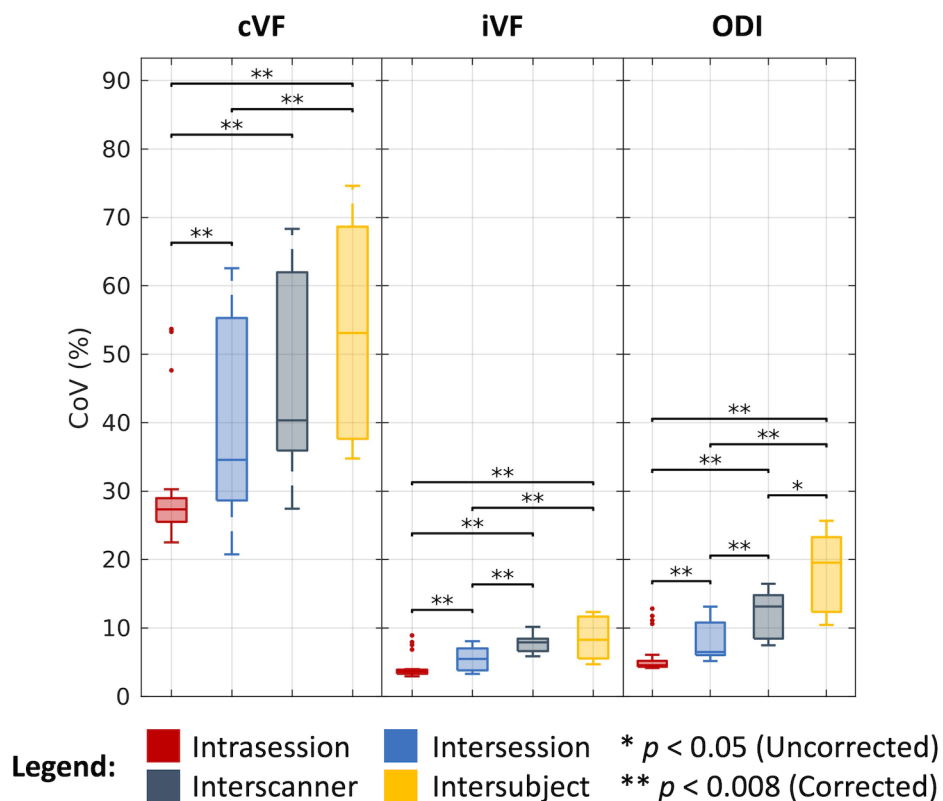 cVF iVF ODI
90
80
70
60
50
40
30
20
10
0
CoV (%)
** ** ** **
** ** ** ** **
** ** ** * ** **
Legend:
Intrasession Intersession * p < 0.05 (Uncorrected)
Interscanner Intersubject ** p < 0.008 (Corrected)